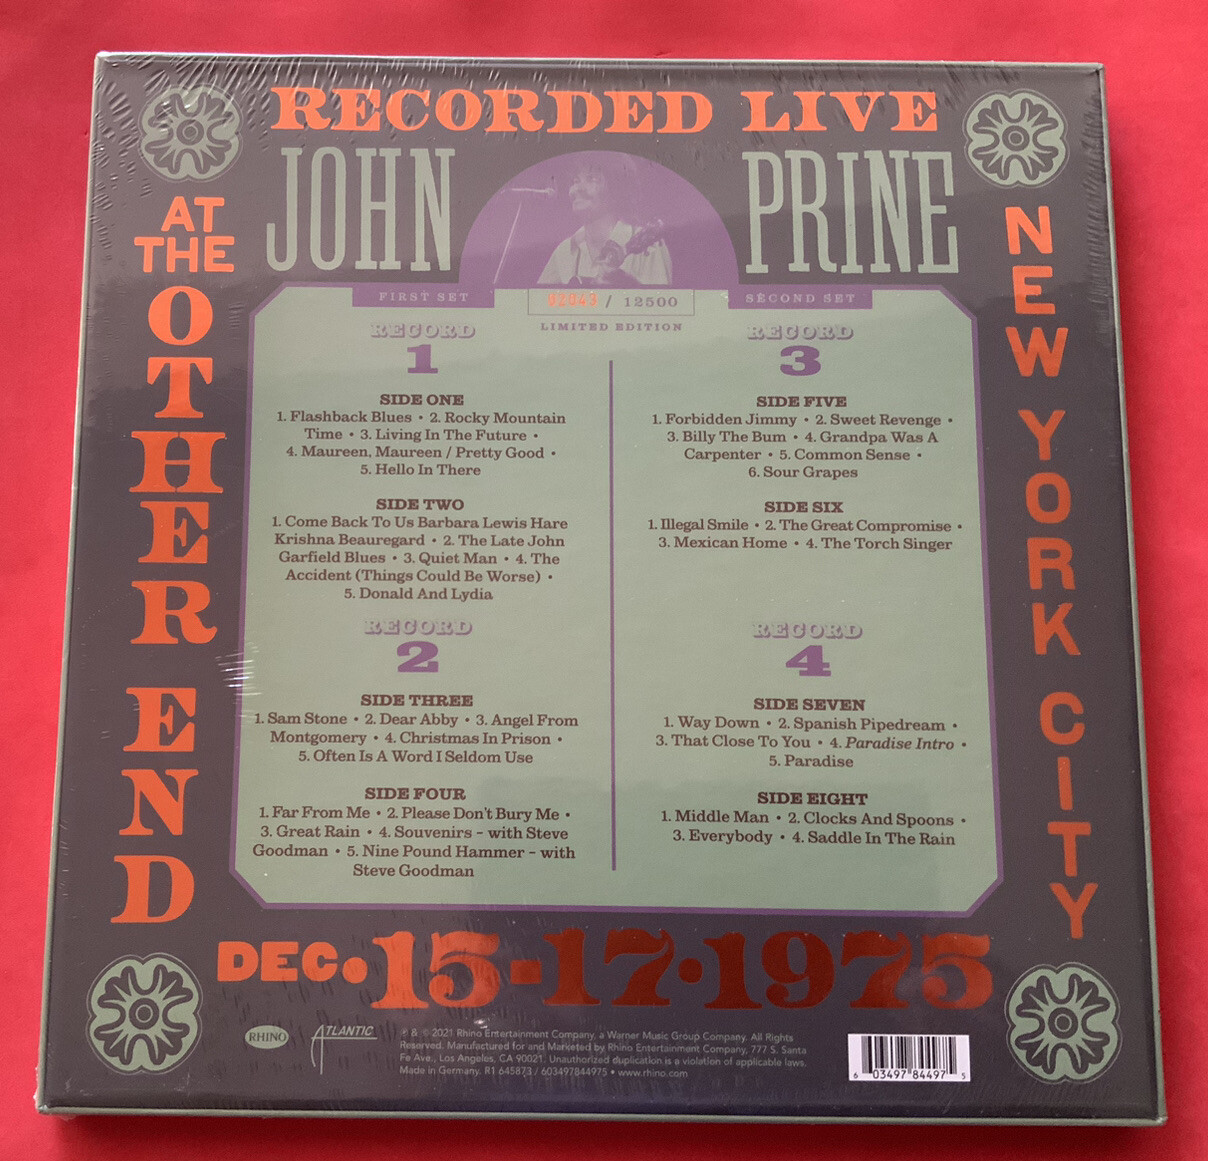 RECORDED LIVE
JOHN PRINE
AT
THE
OTHER
END
NEW
YORK
CITY
FIRST SET
02043 / 12500
LIMITED EDITION
SECOND SET
RECORD
1
SIDE ONE
1. Flashback Blues • 2. Rocky Mountain
Time • 3. Living In The Future •
4. Maureen, Maureen / Pretty Good •
5. Hello In There
SIDE TWO
1. Come Back To Us Barbara Lewis Hare
Krishna Beauregard • 2. The Late John
Garfield Blues • 3. Quiet Man • 4. The
Accident (Things Could Be Worse) •
5. Donald And Lydia
RECORD
2
SIDE THREE
1. Sam Stone • 2. Dear Abby • 3. Angel From
Montgomery • 4. Christmas In Prison •
5. Often Is A Word I Seldom Use
SIDE FOUR
1. Far From Me • 2. Please Don't Bury Me •
3. Great Rain • 4. Souvenirs - with Steve
Goodman • 5. Nine Pound Hammer - with
Steve Goodman
RECORD
3
SIDE FIVE
1. Forbidden Jimmy • 2. Sweet Revenge •
3. Billy The Bum • 4. Grandpa Was A
Carpenter • 5. Common Sense •
6. Sour Grapes
SIDE SIX
1. Illegal Smile • 2. The Great Compromise •
3. Mexican Home • 4. The Torch Singer
RECORD
4
SIDE SEVEN
1. Way Down • 2. Spanish Pipedream •
3. That Close To You • 4. Paradise Intro •
5. Paradise
SIDE EIGHT
1. Middle Man • 2. Clocks And Spoons •
3. Everybody • 4. Saddle In The Rain
DEC. 15-17•1975
RHINO
ATLANTIC
℗ & © 2021 Rhino Entertainment Company, a Warner Music Group Company. All Rights
Reserved. Manufactured for and Marketed by Rhino Entertainment Company, 777 S. Santa
Fe Ave., Los Angeles, CA 90021. Unauthorized duplication is a violation of applicable laws.
Made in Germany. R1 645873 / 603497844975 • www.rhino.com
6 03497 84497 5